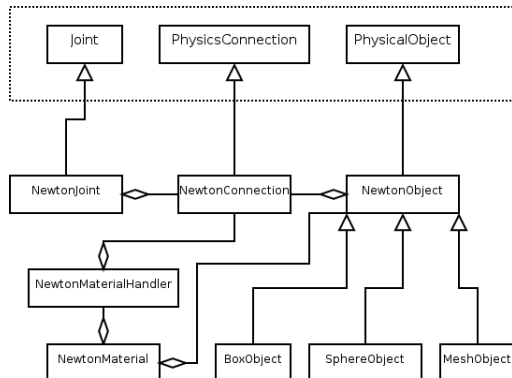 Joint
PhysicsConnection
PhysicalObject
NewtonJoint
NewtonConnection
NewtonObject
NewtonMaterialHandler
NewtonMaterial
BoxObject
SphereObject
MeshObject